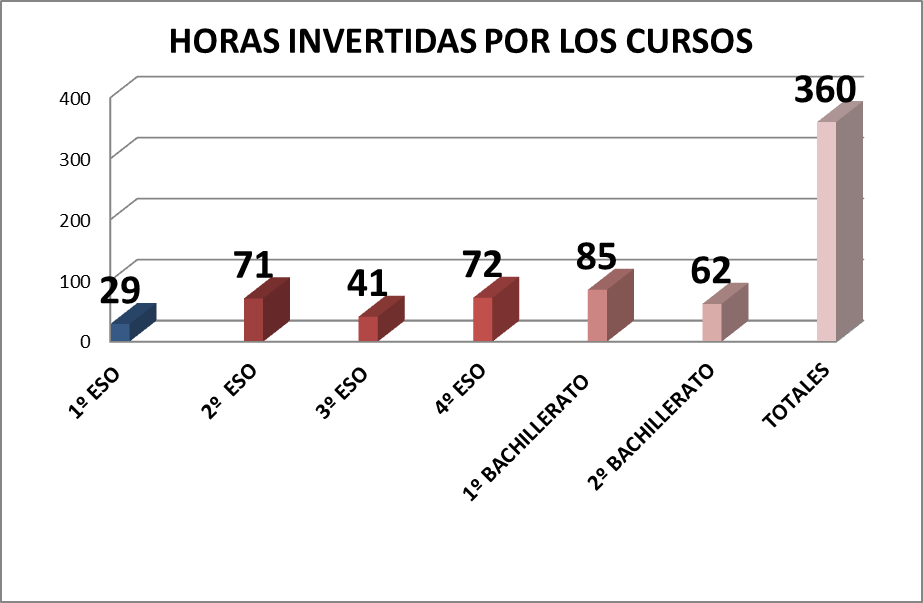 HORAS INVERTIDAS POR LOS CURSOS
400
300
200
100
0
29
71
41
72
85
62
360
1º ESO
2º ESO
3º ESO
4º ESO
1º BACHILLERATO
2º BACHILLERATO
TOTALES